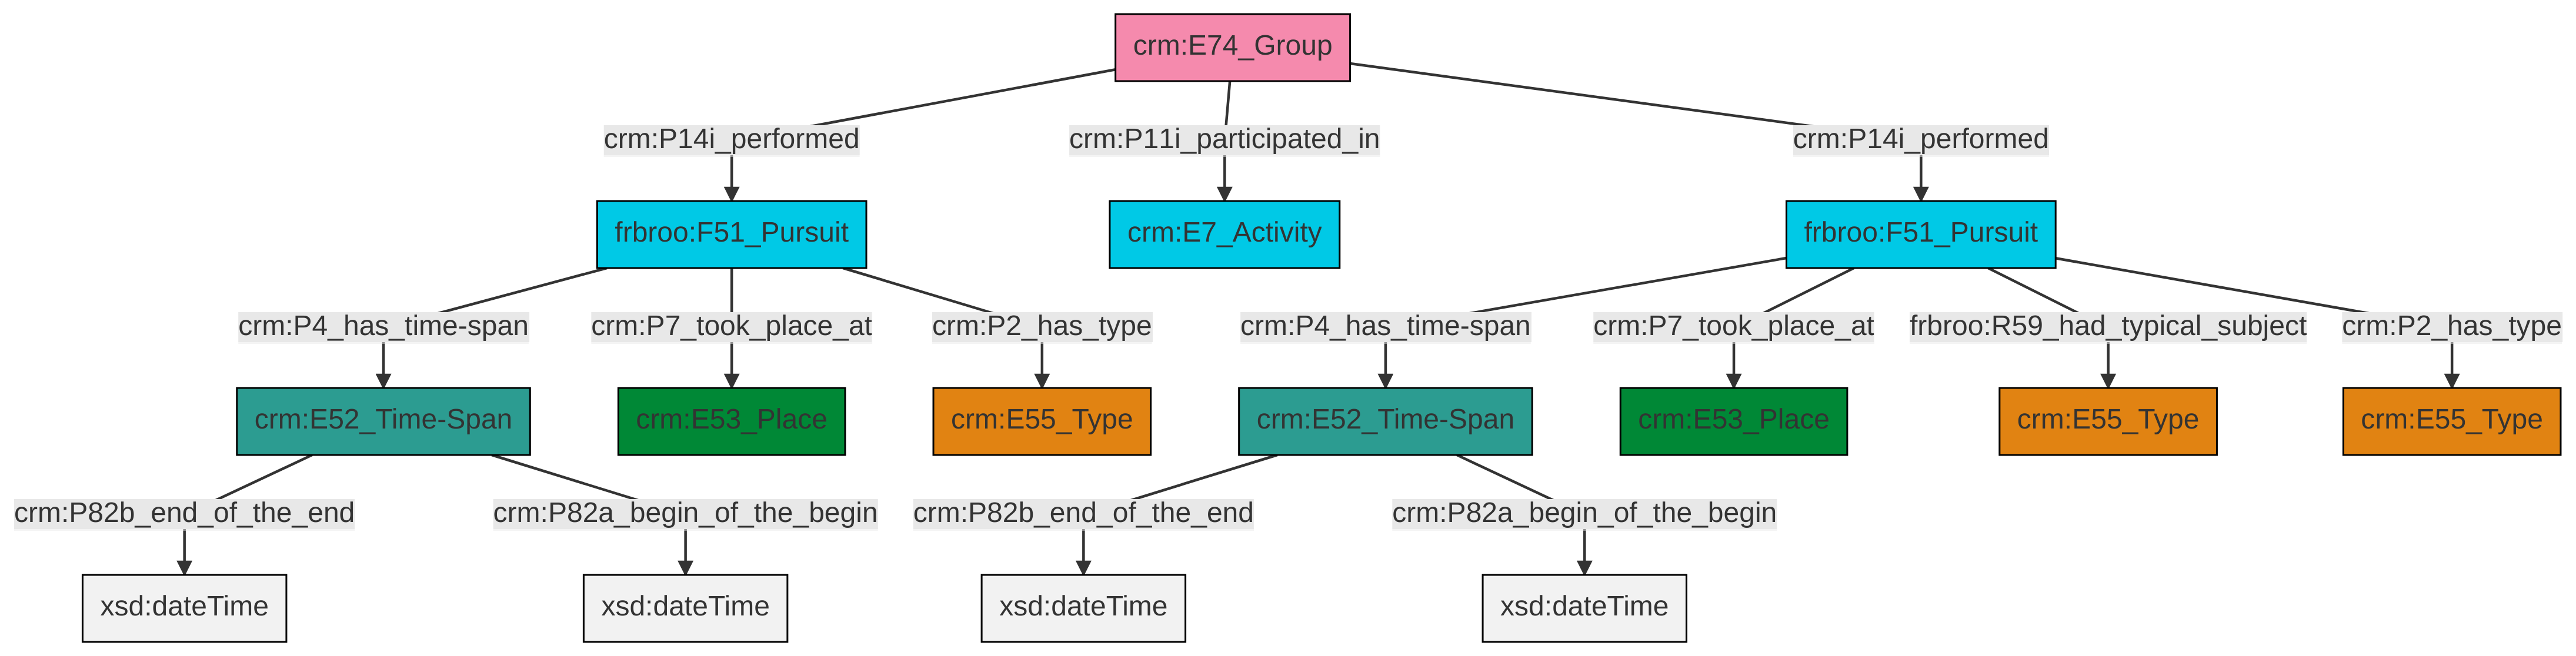 crm:E74_Group
crm:P14i_performed
crm:P11i_participated_in
crm:P14i_performed
frbroo:F51_Pursuit
crm:E7_Activity
frbroo:F51_Pursuit
crm:P4_has_time-span
crm:P7_took_place_at
crm:P2_has_type
crm:P4_has_time-span
crm:P7_took_place_at
frbroo:R59_had_typical_subject
crm:P2_has_type
crm:E52_Time-Span
crm:E53_Place
crm:E55_Type
crm:E52_Time-Span
crm:E53_Place
crm:E55_Type
crm:E55_Type
crm:P82b_end_of_the_end
crm:P82a_begin_of_the_begin
crm:P82b_end_of_the_end
crm:P82a_begin_of_the_begin
xsd:dateTime
xsd:dateTime
xsd:dateTime
xsd:dateTime